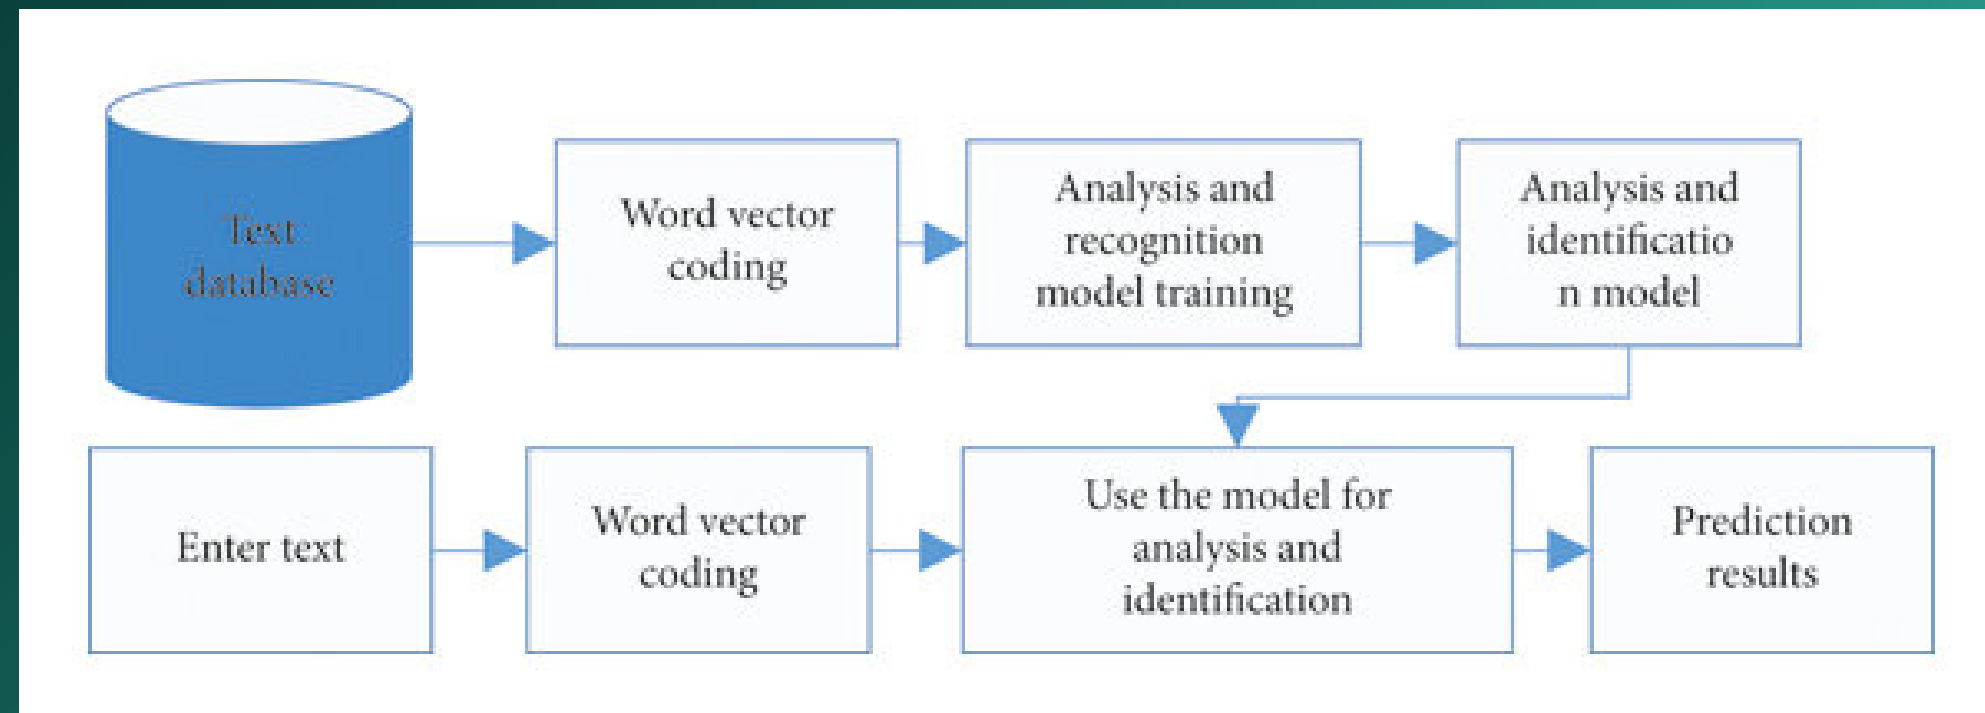 Text
database
Word vector
coding
Analysis and
recognition
model training
Analysis and
identificatio
n model
Enter text
Word vector
coding
Use the model for
analysis and
identification
Prediction
results